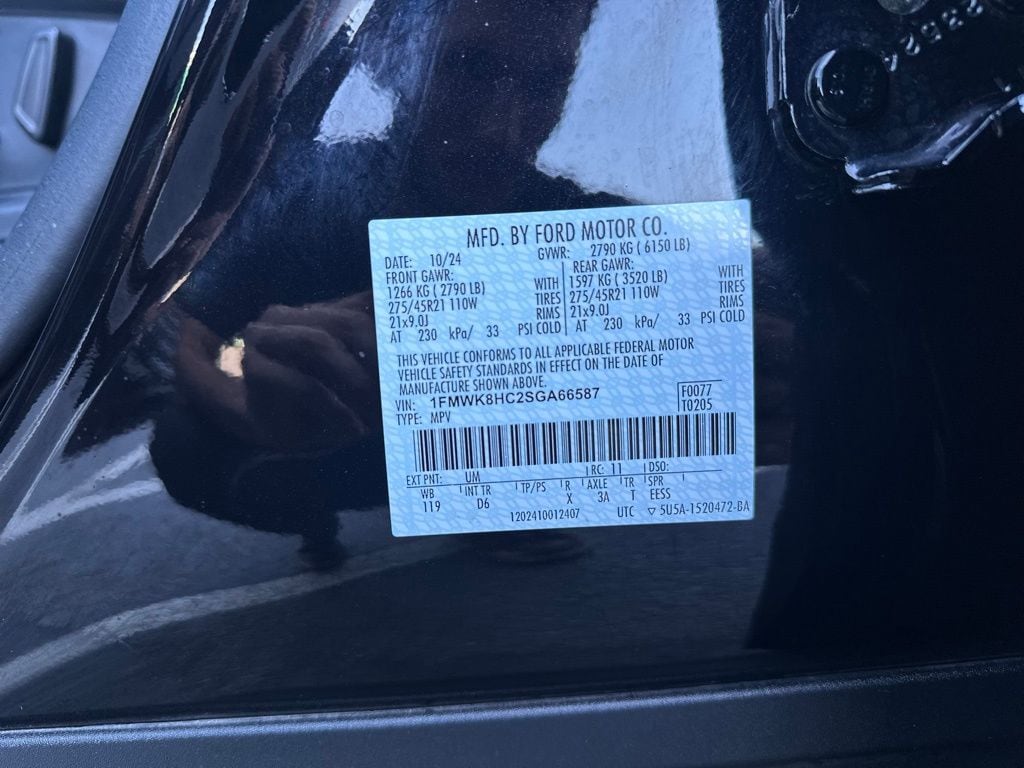 MFD. BY FORD MOTOR CO.
DATE: 10/24 GVWR: 2790 KG ( 6150 LB)
FRONT GAWR: REAR GAWR:
1266 KG ( 2790 LB) WITH 1597 KG ( 3520 LB) WITH
275/45R21 110W TIRES 275/45R21 110W TIRES
21x9.0J RIMS 21x9.0J RIMS
AT 230 kPa/ 33 PSI COLD AT 230 kPa/ 33 PSI COLD
THIS VEHICLE CONFORMS TO ALL APPLICABLE FEDERAL MOTOR
VEHICLE SAFETY STANDARDS IN EFFECT ON THE DATE OF
MANUFACTURE SHOWN ABOVE.
VIN: 1FMWK8HC2SGA66587 F0077
TYPE: MPV T0205
EXT PNT: UM RC: 11 DSO:
WB INT TR TP/PS R AXLE TR SPR
119 D6 X 3A T EESS
1202410012407 UTC ▽ 5U5A-1520472-BA